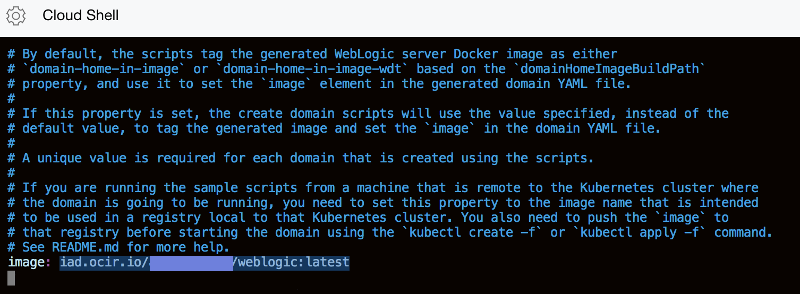 Cloud Shell
# By default, the scripts tag the generated WebLogic server Docker image as either
# `domain-home-in-image` or `domain-home-in-image-wdt` based on the `domainHomeImageBuildPath`
# property, and use it to set the `image` element in the generated domain YAML file.
#
# If this property is set, the create domain scripts will use the value specified, instead of the
# default value, to tag the generated image and set the `image` in the domain YAML file.
#
# A unique value is required for each domain that is created using the scripts.
#
# If you are running the sample scripts from a machine that is remote to the Kubernetes cluster where
# the domain is going to be running, you need to set this property to the image name that is intended
# to be used in a registry local to that Kubernetes cluster. You also need to push the `image` to
# that registry before starting the domain using the `kubectl create -f` or `kubectl apply -f` command.
# See README.md for more help.
image: iad.ocir.io/ /weblogic:latest